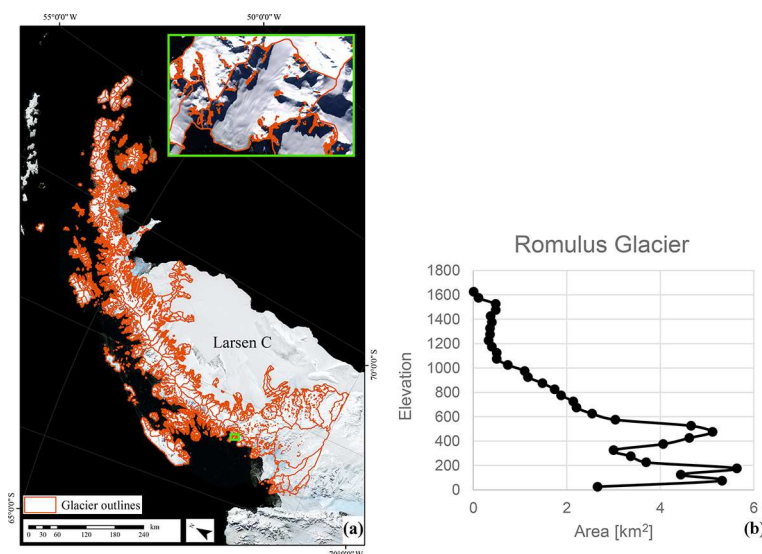 55°0'0"W
50°0'0"W
Larsen C
70°0'0"S
65°0'0"S
Glacier outlines
0 30 60 120 180 240
km
N
(a)
70°0'0"W
Romulus Glacier
1800
1600
1400
1200
1000
800
600
400
200
0
Elevation
0 2 4 6
Area [km²]
(b)